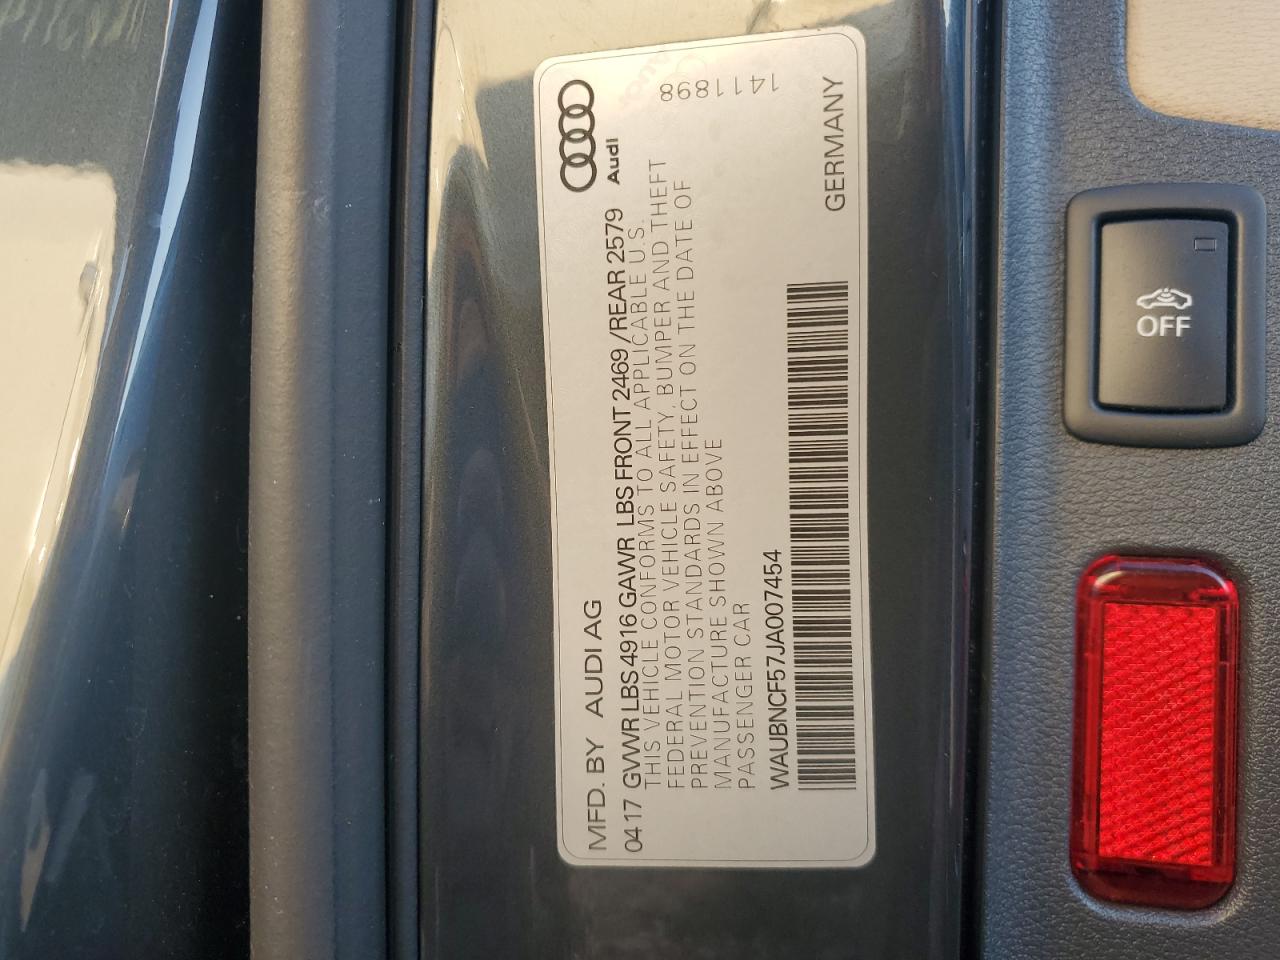 MFD. BY AUDI AG
Audi
0417 GVWR LBS 4916 GAWR LBS FRONT 2469 /REAR 2579
THIS VEHICLE CONFORMS TO ALL APPLICABLE U.S.
FEDERAL MOTOR VEHICLE SAFETY, BUMPER AND THEFT
PREVENTION STANDARDS IN EFFECT ON THE DATE OF
MANUFACTURE SHOWN ABOVE
PASSENGER CAR
1411898
WAUBNCF57JA007454
GERMANY
OFF